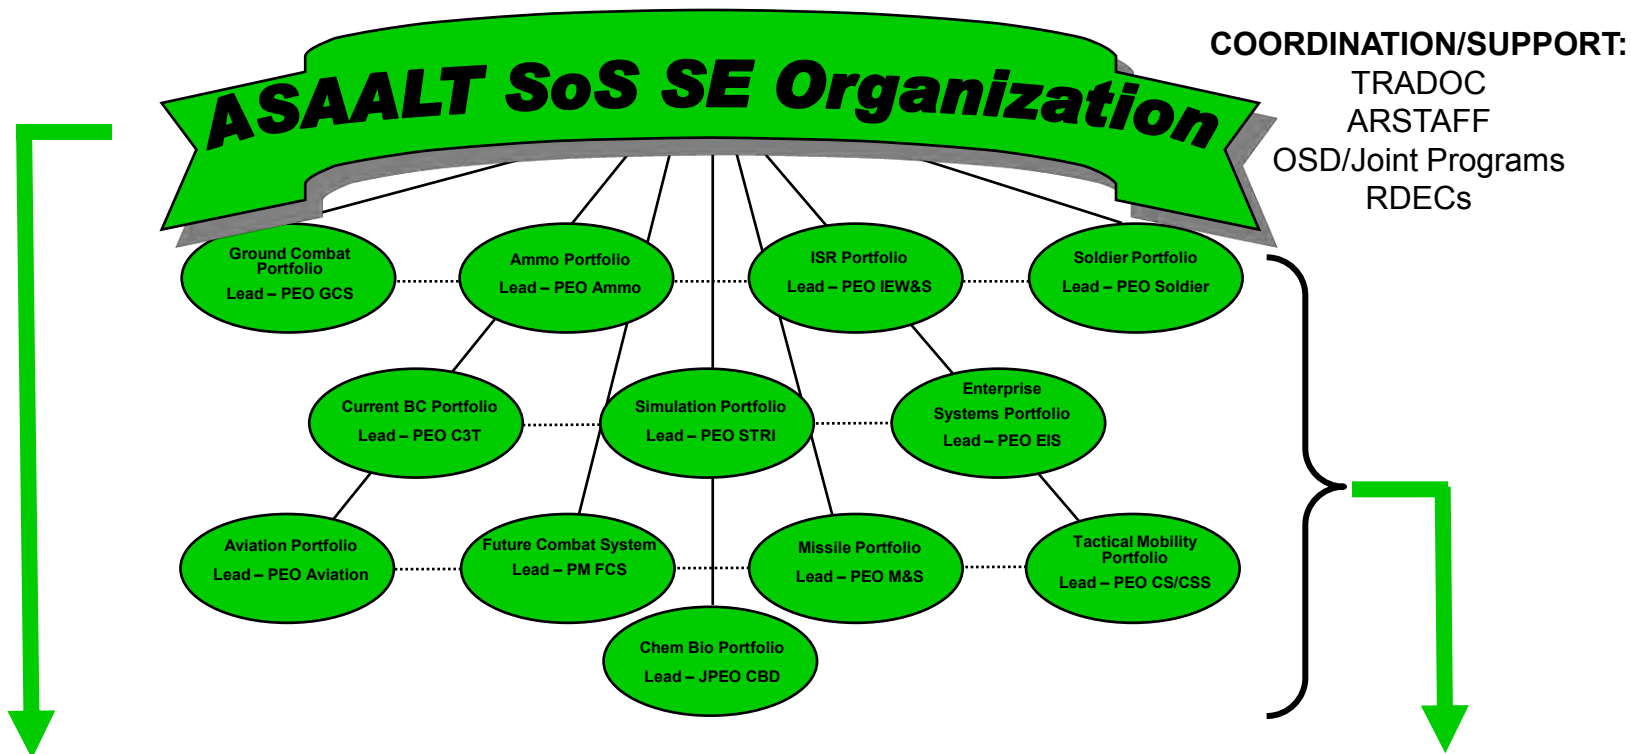 ASAALT SoS SE Organization
COORDINATION/SUPPORT:
TRADOC
ARSTAFF
OSD/Joint Programs
RDECs
Ground Combat
Portfolio
Lead – PEO GCS
Ammo Portfolio
Lead – PEO Ammo
ISR Portfolio
Lead – PEO IEW&S
Soldier Portfolio
Lead – PEO Soldier
Current BC Portfolio
Lead – PEO C3T
Simulation Portfolio
Lead – PEO STRI
Enterprise
Systems Portfolio
Lead – PEO EIS
Aviation Portfolio
Lead – PEO Aviation
Future Combat System
Lead – PM FCS
Missile Portfolio
Lead – PEO M&S
Tactical Mobility
Portfolio
Lead – PEO CS/CSS
Chem Bio Portfolio
Lead – JPEO CBD